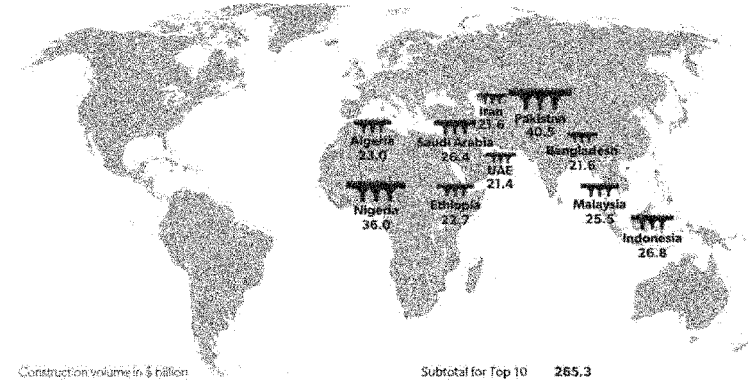 Iran
21.6
Pakistan
40.5
Algeria
23.0
Saudi Arabia
26.4
Bangladesh
21.6
UAE
21.4
Nigeria
36.0
Ethiopia
22.7
Malaysia
25.5
Indonesia
26.8
Construction volume in $ billion
Subtotal for Top 10 265.3